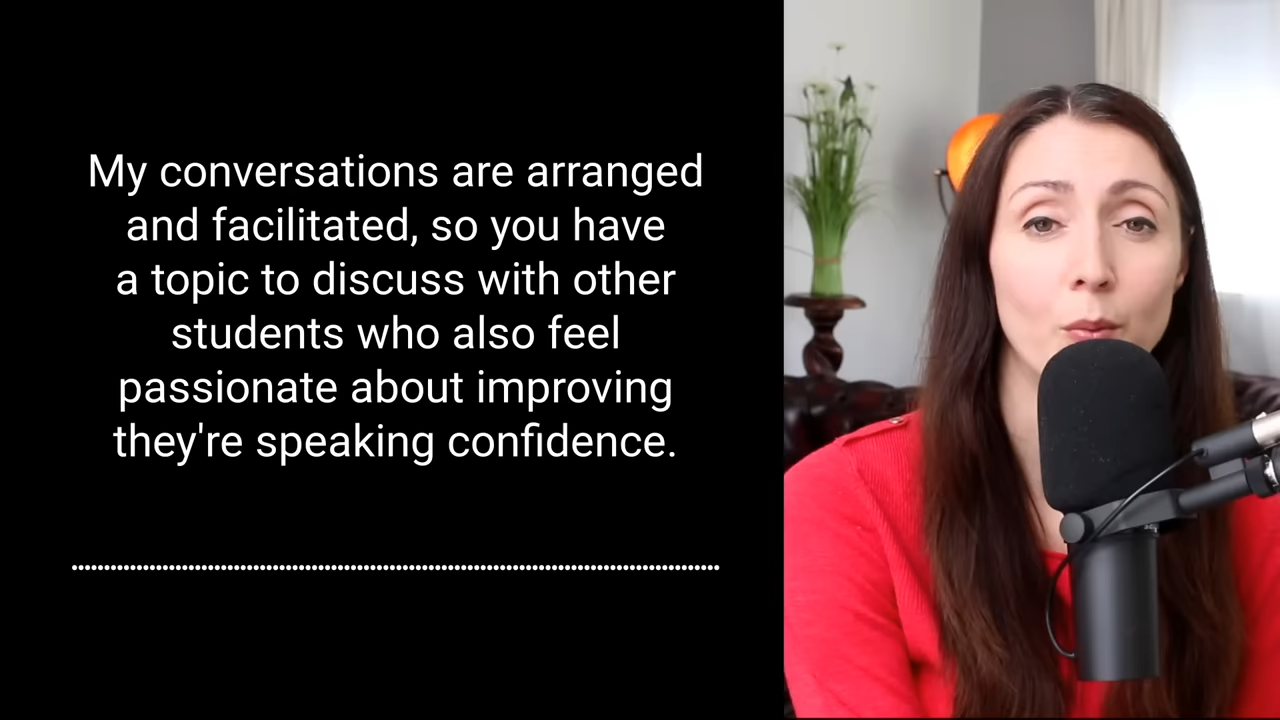 My conversations are arranged
and facilitated, so you have
a topic to discuss with other
students who also feel
passionate about improving
they're speaking confidence.